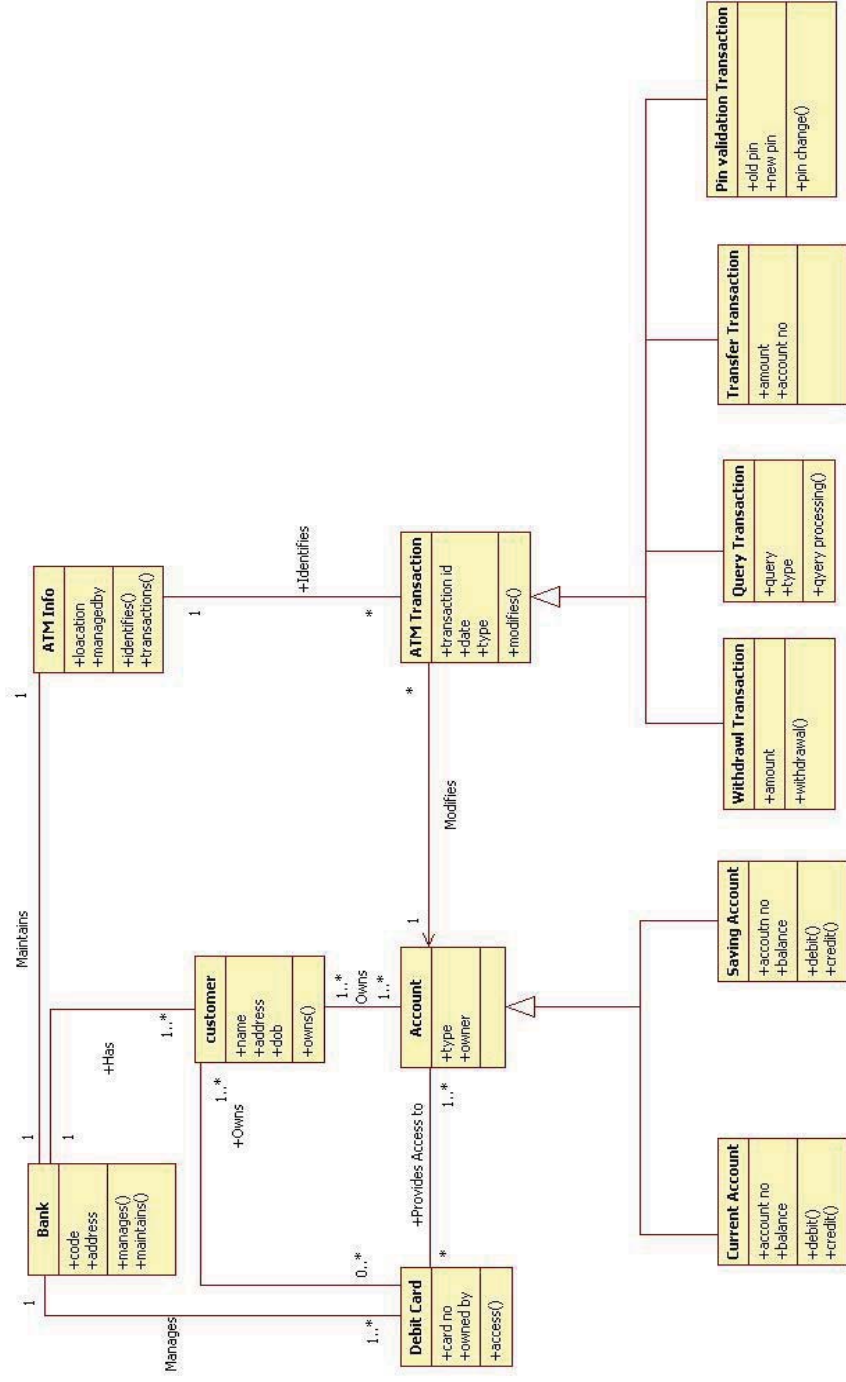 Maintains
1
1
Bank
+code
+address
+manages()
+maintains()
1
+Has
1..*
ATM Info
+loacation
+managedby
+identifies()
+transactions()
1
Manages
1..*
1
+Identifies
*
customer
+name
+address
+dob
+owns()
1..*
+Owns
0..*
1..*
Owns
1..*
Debit Card
+card no
+owned by
+access()
*
+Provides Access to
1..*
Account
+type
+owner
1
Modifies
*
ATM Transaction
+transaction id
+date
+type
+modifies()
Current Account
+account no
+balance
+debit()
+credit()
Saving Account
+accoutn no
+balance
+debit()
+credit()
Withdrawl Transaction
+amount
+withdrawal()
Query Transaction
+query
+type
+qyery processing()
Transfer Transaction
+amount
+account no
Pin validation Transaction
+old pin
+new pin
+pin change()